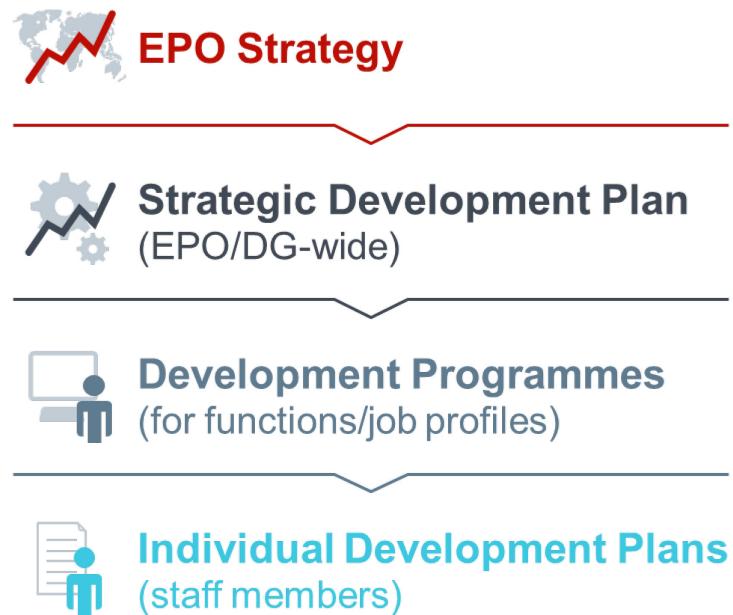 EPO Strategy
Strategic Development Plan
(EPO/DG-wide)
Development Programmes
(for functions/job profiles)
Individual Development Plans
(staff members)